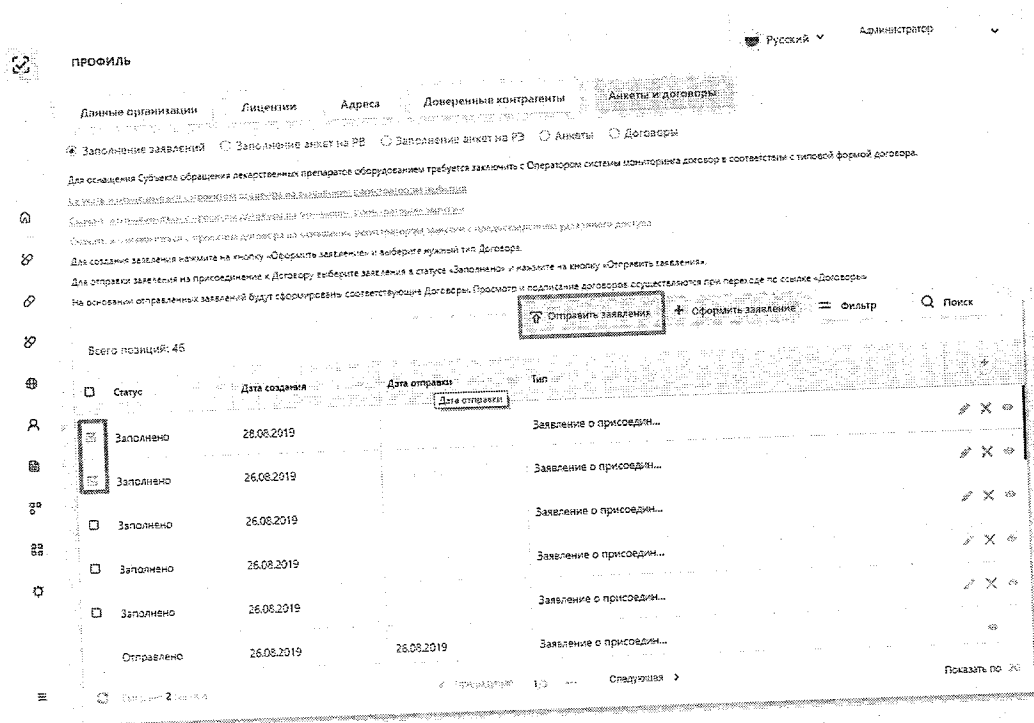 Русский
Администратор
ПРОФИЛЬ
Данные организации
Лицензии
Адреса
Доверенные контрагенты
Анкеты и договоры
Заполнение заявлений
Заполнение анкет на РВ
Заполнение анкет на РЭ
Анкеты
Договоры
Для оснащения Субъекта обращения лекарственных препаратов оборудованием требуется заключить с Оператором системы мониторинга договор в соответствии с типовой формой договора.
Для создания заявления нажмите на кнопку «Оформить заявление» и выберите нужный тип Договора.
Для отправки заявления на присоединение к Договору выберите заявления в статусе «Заполнено» и нажмите на кнопку «Отправить заявления».
На основании отправленных заявлений будут сформированы соответствующие Договоры. Просмотр и подписание договоров осуществляются при переходе по ссылке «Договоры»
Отправить заявления
Оформить заявление
Фильтр
Поиск
Всего позиций: 46
Статус
Дата создания
Дата отправки
Тип
Дата отправки
Заполнено
28.08.2019
Заявление о присоедин...
Заполнено
26.08.2019
Заявление о присоедин...
Заполнено
26.08.2019
Заявление о присоедин...
Заполнено
26.08.2019
Заявление о присоедин...
Заполнено
26.08.2019
Заявление о присоедин...
Отправлено
26.08.2019
26.08.2019
Заявление о присоедин...
2
Предыдущая
1/3
Следующая
Показать по 20